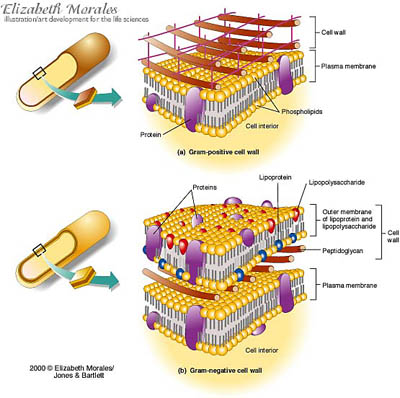 Elizabeth Morales
illustration/art development for the life sciences
Cell wall
Plasma membrane
Phospholipids
Protein
Cell interior
(a) Gram-positive cell wall
Lipoprotein
Proteins
Lipopolysaccharide
Outer membrane
of lipoprotein and
lipopolysaccharide
Cell
wall
Peptidoglycan
Plasma membrane
Cell interior
2000 © Elizabeth Morales/
Jones & Bartlett
(b) Gram-negative cell wall